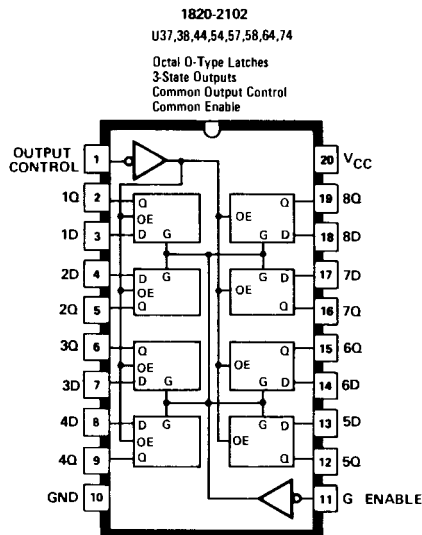 1820-2102
U37,38,44,54,57,58,64,74
Octal O-Type Latches
3-State Outputs
Common Output Control
Common Enable
OUTPUT CONTROL 1 20 VCC
1Q 2 Q OE Q 19 8Q
1D 3 D G OE G D 18 8D
2D 4 D G G D 17 7D
2Q 5 OE Q OE Q 16 7Q
3Q 6 Q Q 15 6Q
3D 7 OE D G OE G D 14 6D
4D 8 D G G D 13 5D
4Q 9 OE Q OE Q 12 5Q
GND 10 11 G ENABLE